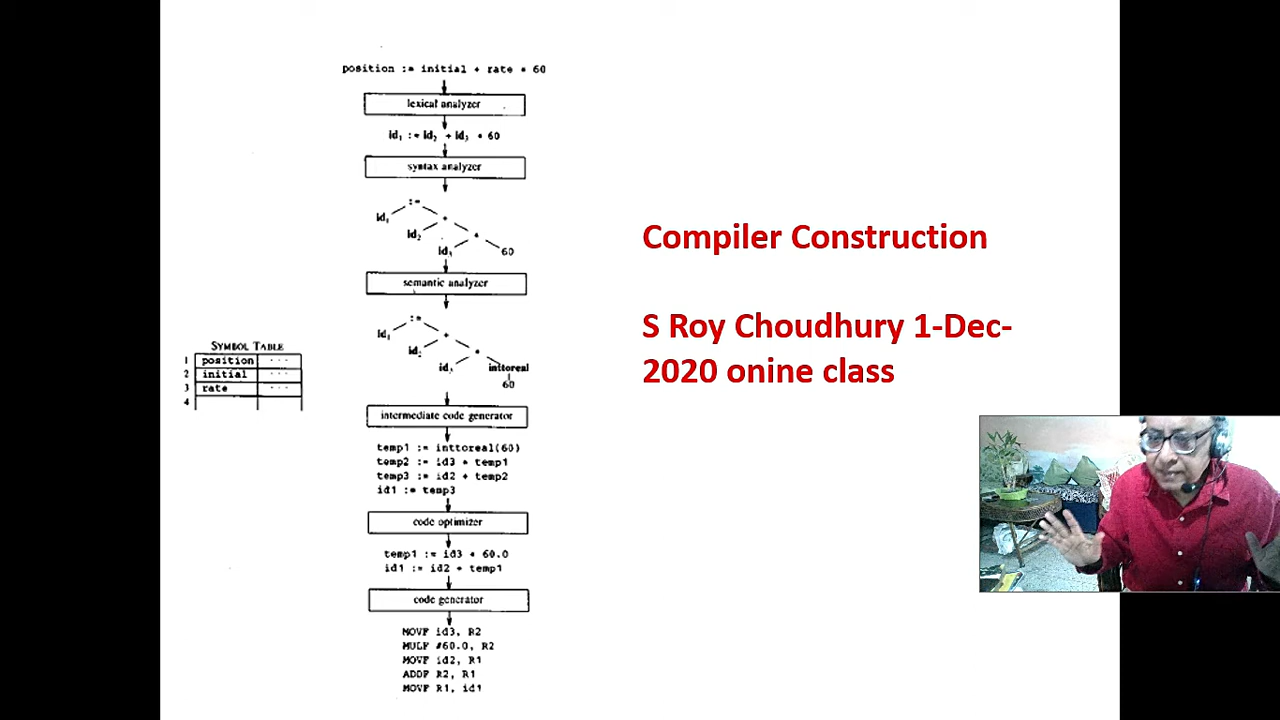 position := initial + rate * 60
lexical analyzer
id1 := id2 + id3 * 60
syntax analyzer
:=
id1 +
id2 *
id3 60
semantic analyzer
:=
id1 +
id2 *
id3 inttoreal
60
SYMBOL TABLE
1 position ...
2 initial ...
3 rate ...
4
intermediate code generator
temp1 := inttoreal(60)
temp2 := id3 * temp1
temp3 := id2 + temp2
id1 := temp3
code optimizer
temp1 := id3 * 60.0
id1 := id2 + temp1
code generator
MOVF id3, R2
MULF #60.0, R2
MOVF id2, R1
ADDF R2, R1
MOVF R1, id1
Compiler Construction
S Roy Choudhury 1-Dec-
2020 onine class